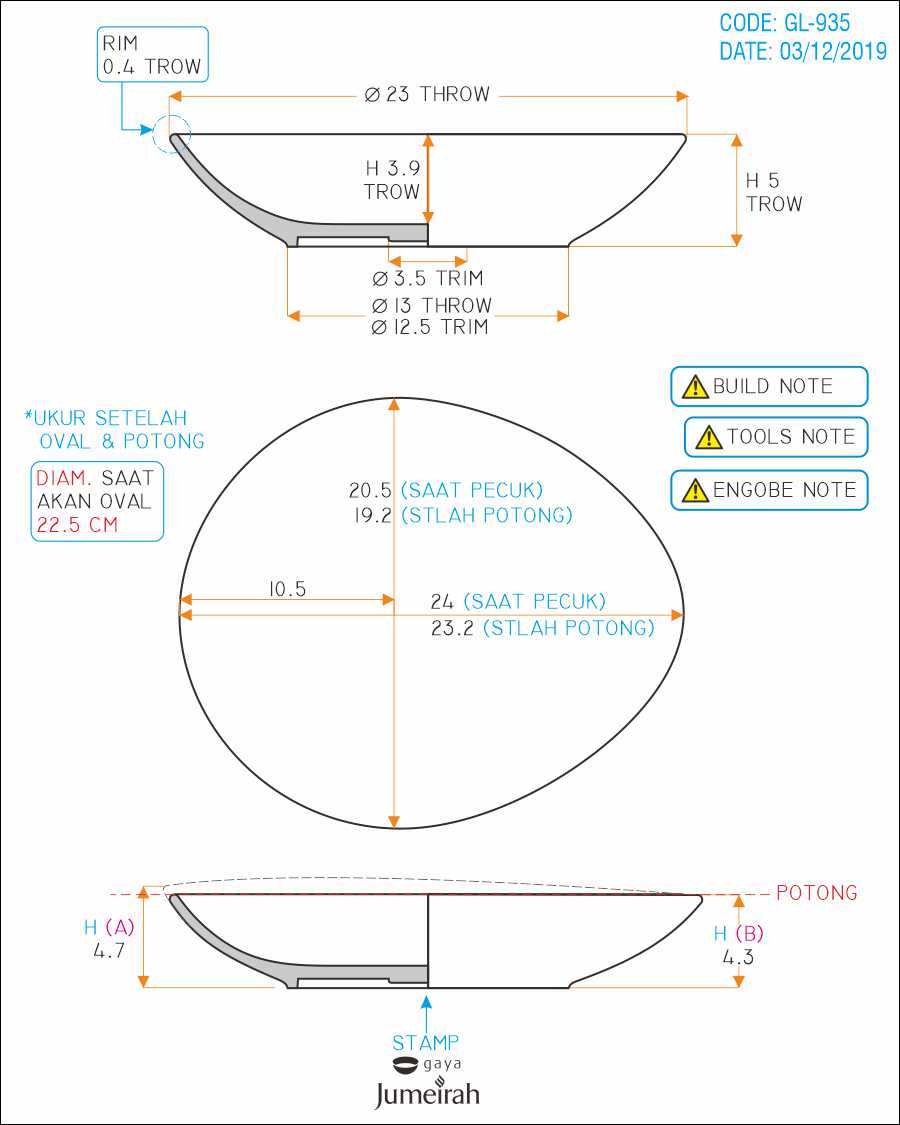 CODE: GL-935
DATE: 03/12/2019
RIM
0.4 TROW
Ø 23 THROW
H 3.9
TROW
H 5
TROW
Ø 3.5 TRIM
Ø 13 THROW
Ø 12.5 TRIM
*UKUR SETELAH
OVAL & POTONG
DIAM. SAAT
AKAN OVAL
22.5 CM
BUILD NOTE
TOOLS NOTE
ENGOBE NOTE
20.5 (SAAT PECUK)
19.2 (STLAH POTONG)
10.5
24 (SAAT PECUK)
23.2 (STLAH POTONG)
POTONG
H (A)
4.7
H (B)
4.3
STAMP
gaya
Jumeirah